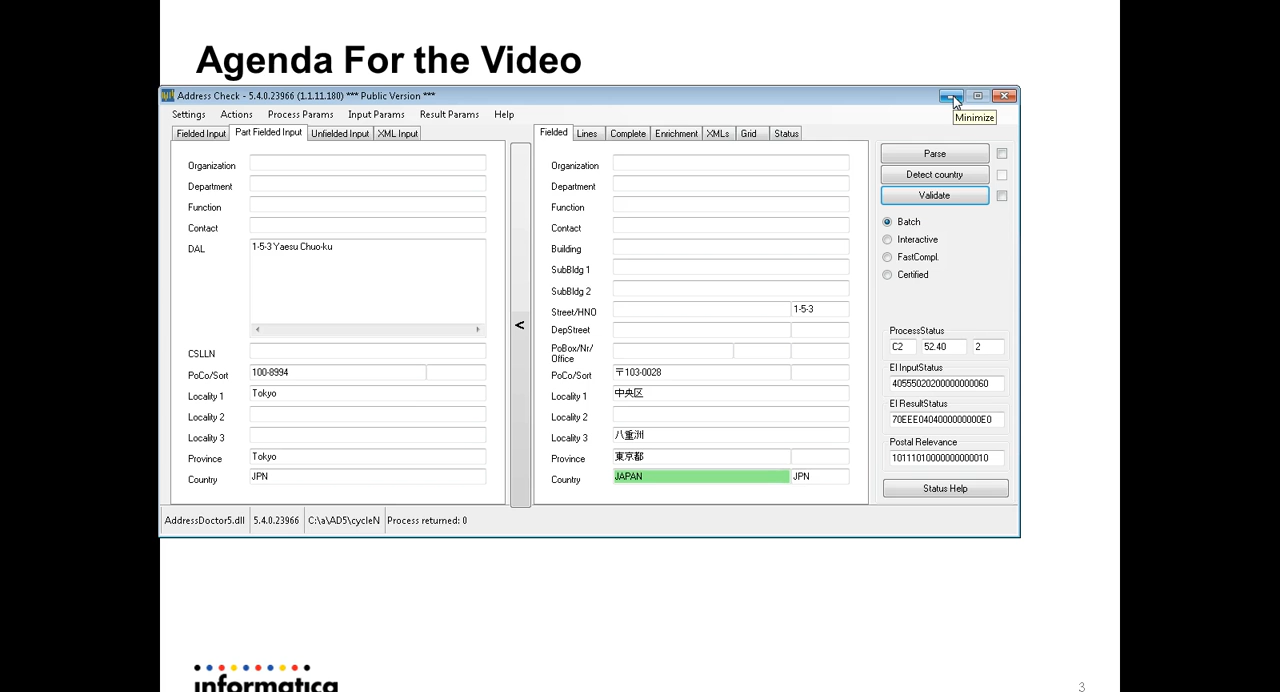 Agenda For the Video
Address Check - 5.4.0.23966 (1.1.11.180) *** Public Version ***
Minimize
Settings Actions Process Params Input Params Result Params Help
Fielded Input Part Fielded Input Unfielded Input XML Input
Fielded Lines Complete Enrichment XMLs Grid Status
Organization
Department
Function
Contact
DAL 1-5-3 Yaesu Chuo-ku
CSLLN
PoCo/Sort 100-8994
Locality 1 Tokyo
Locality 2
Locality 3
Province Tokyo
Country JPN
<
Organization
Department
Function
Contact
Building
SubBldg 1
SubBldg 2
Street/HNO 1-5-3
DepStreet
PoBox/Nr/
Office
PoCo/Sort 〒103-0028
Locality 1 中央区
Locality 2
Locality 3 八重洲
Province 東京都
Country JAPAN JPN
Parse
Detect country
Validate
Batch
Interactive
FastCompl.
Certified
ProcessStatus
C2 52.40 2
El InputStatus
40555020200000000060
El ResultStatus
70EEE0404000000000E0
Postal Relevance
10111010000000000010
Status Help
AddressDoctor5.dll 5.4.0.23966 C:\a\AD5\cycleN Process returned: 0
informatica
3